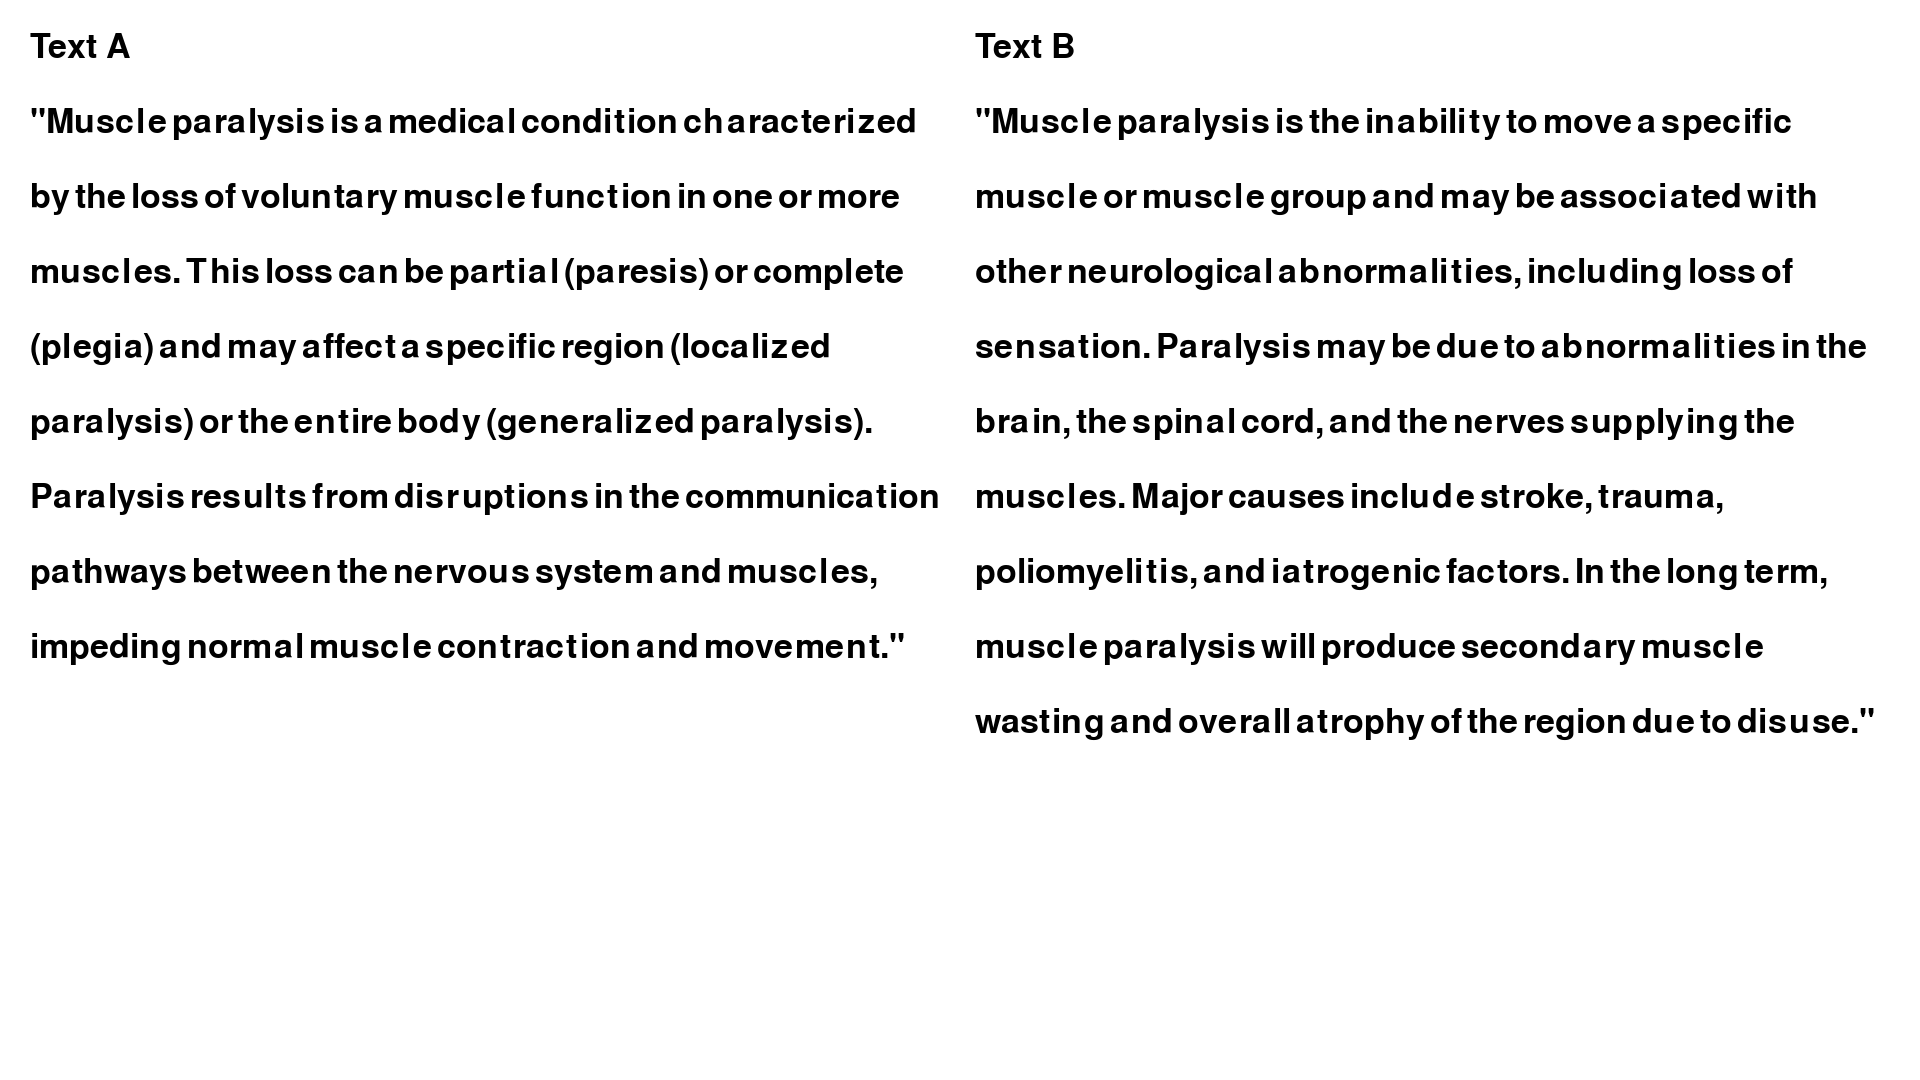 Text A
"Muscle paralysis is a medical condition characterized
by the loss of voluntary muscle function in one or more
muscles. This loss can be partial (paresis) or complete
(plegia) and may affect a specific region (localized
paralysis) or the entire body (generalized paralysis).
Paralysis results from disruptions in the communication
pathways between the nervous system and muscles,
impeding normal muscle contraction and movement."
Text B
"Muscle paralysis is the inability to move a specific
muscle or muscle group and may be associated with
other neurological abnormalities, including loss of
sensation. Paralysis may be due to abnormalities in the
brain, the spinal cord, and the nerves supplying the
muscles. Major causes include stroke, trauma,
poliomyelitis, and iatrogenic factors. In the long term,
muscle paralysis will produce secondary muscle
wasting and overall atrophy of the region due to disuse."